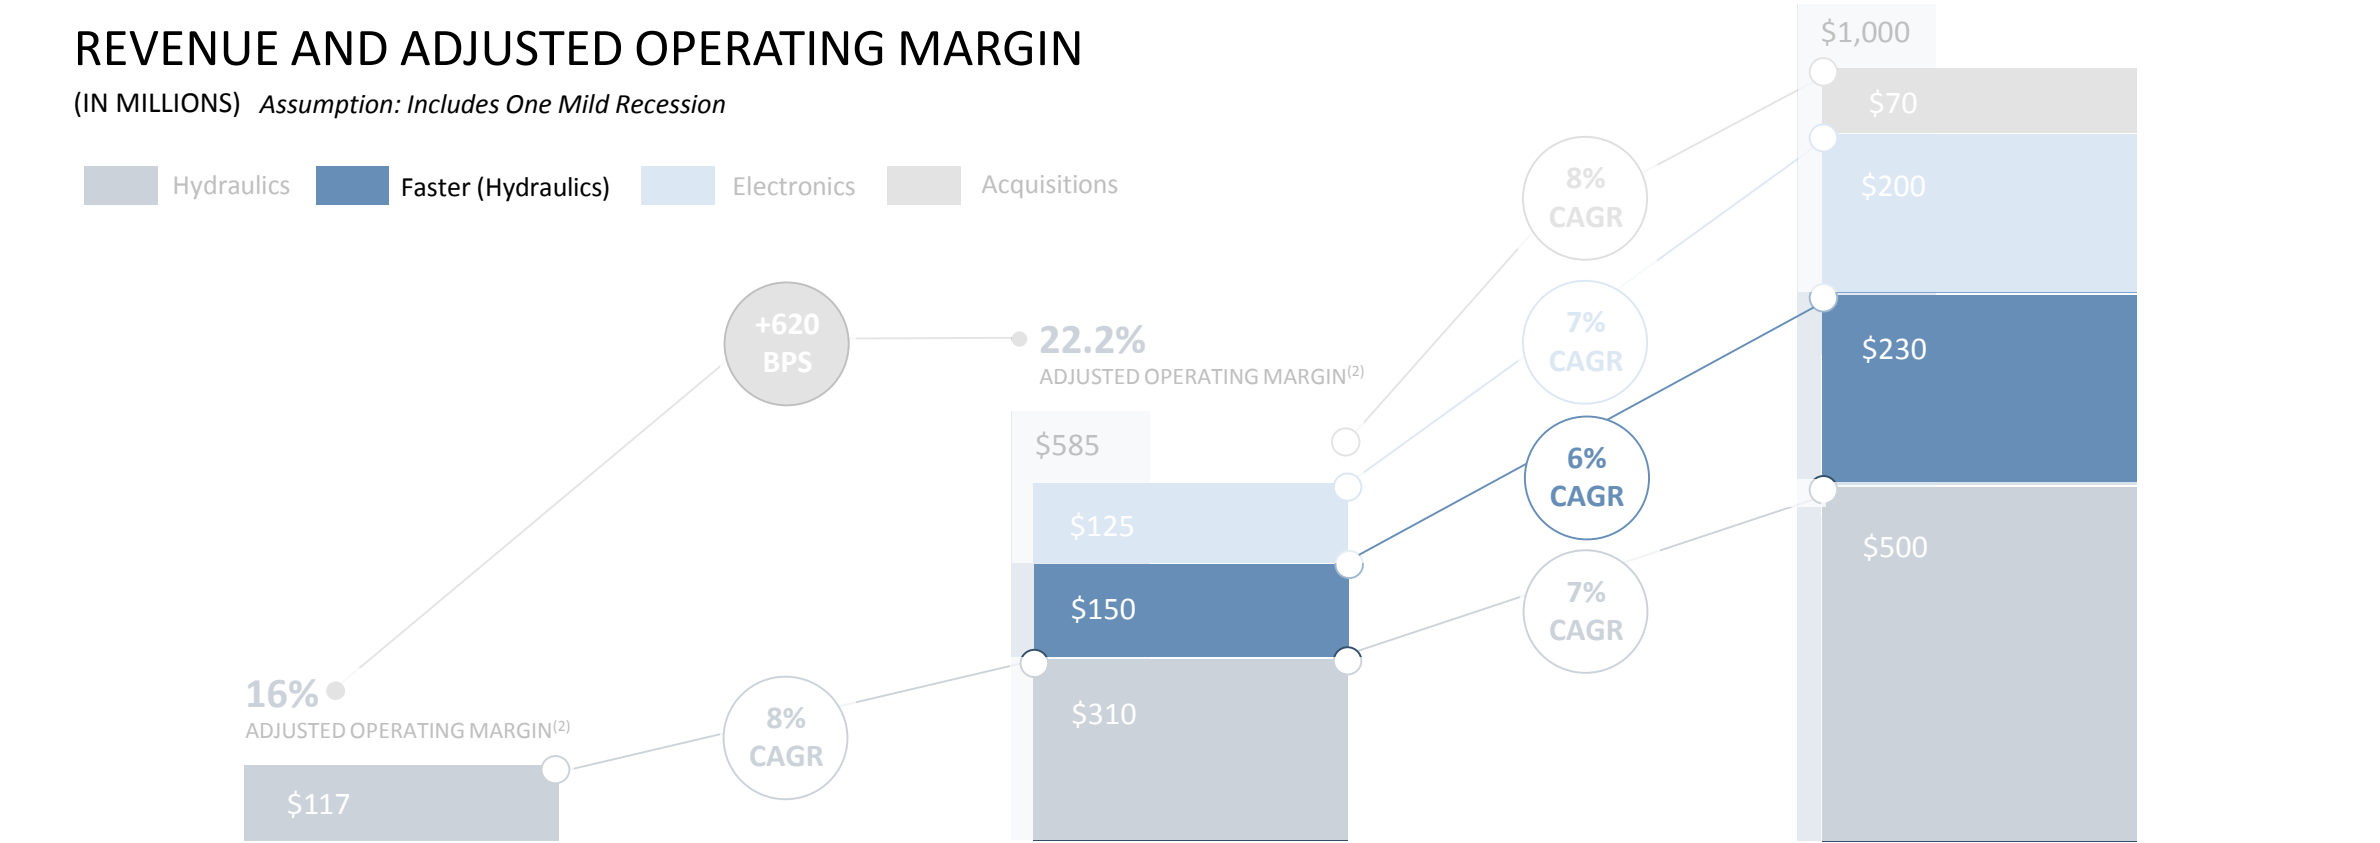 REVENUE AND ADJUSTED OPERATING MARGIN
(IN MILLIONS) Assumption: Includes One Mild Recession
Hydraulics
Faster (Hydraulics)
Electronics
Acquisitions
16%
ADJUSTED OPERATING MARGIN(2)
$117
+620
BPS
8%
CAGR
22.2%
ADJUSTED OPERATING MARGIN(2)
$585
$125
$150
$310
8%
CAGR
7%
CAGR
6%
CAGR
7%
CAGR
$1,000
$70
$200
$230
$500